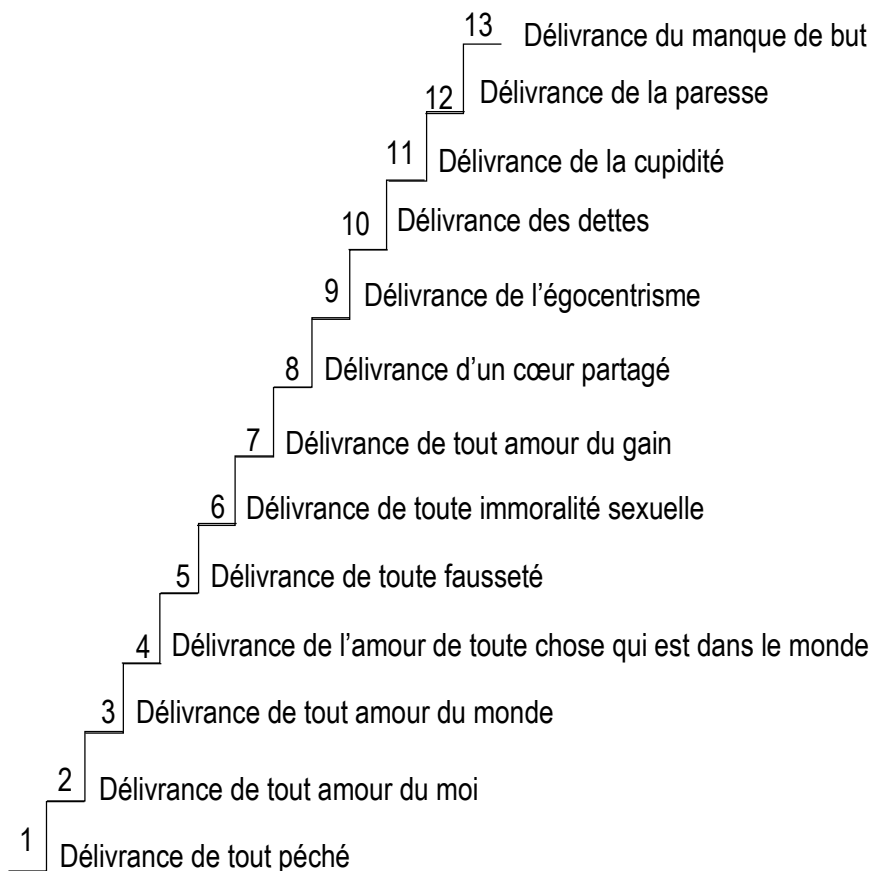 13 Délivrance du manque de but
12 Délivrance de la paresse
11 Délivrance de la cupidité
10 Délivrance des dettes
9 Délivrance de l’égocentrisme
8 Délivrance d’un cœur partagé
7 Délivrance de tout amour du gain
6 Délivrance de toute immoralité sexuelle
5 Délivrance de toute fausseté
4 Délivrance de l’amour de toute chose qui est dans le monde
3 Délivrance de tout amour du monde
2 Délivrance de tout amour du moi
1 Délivrance de tout péché